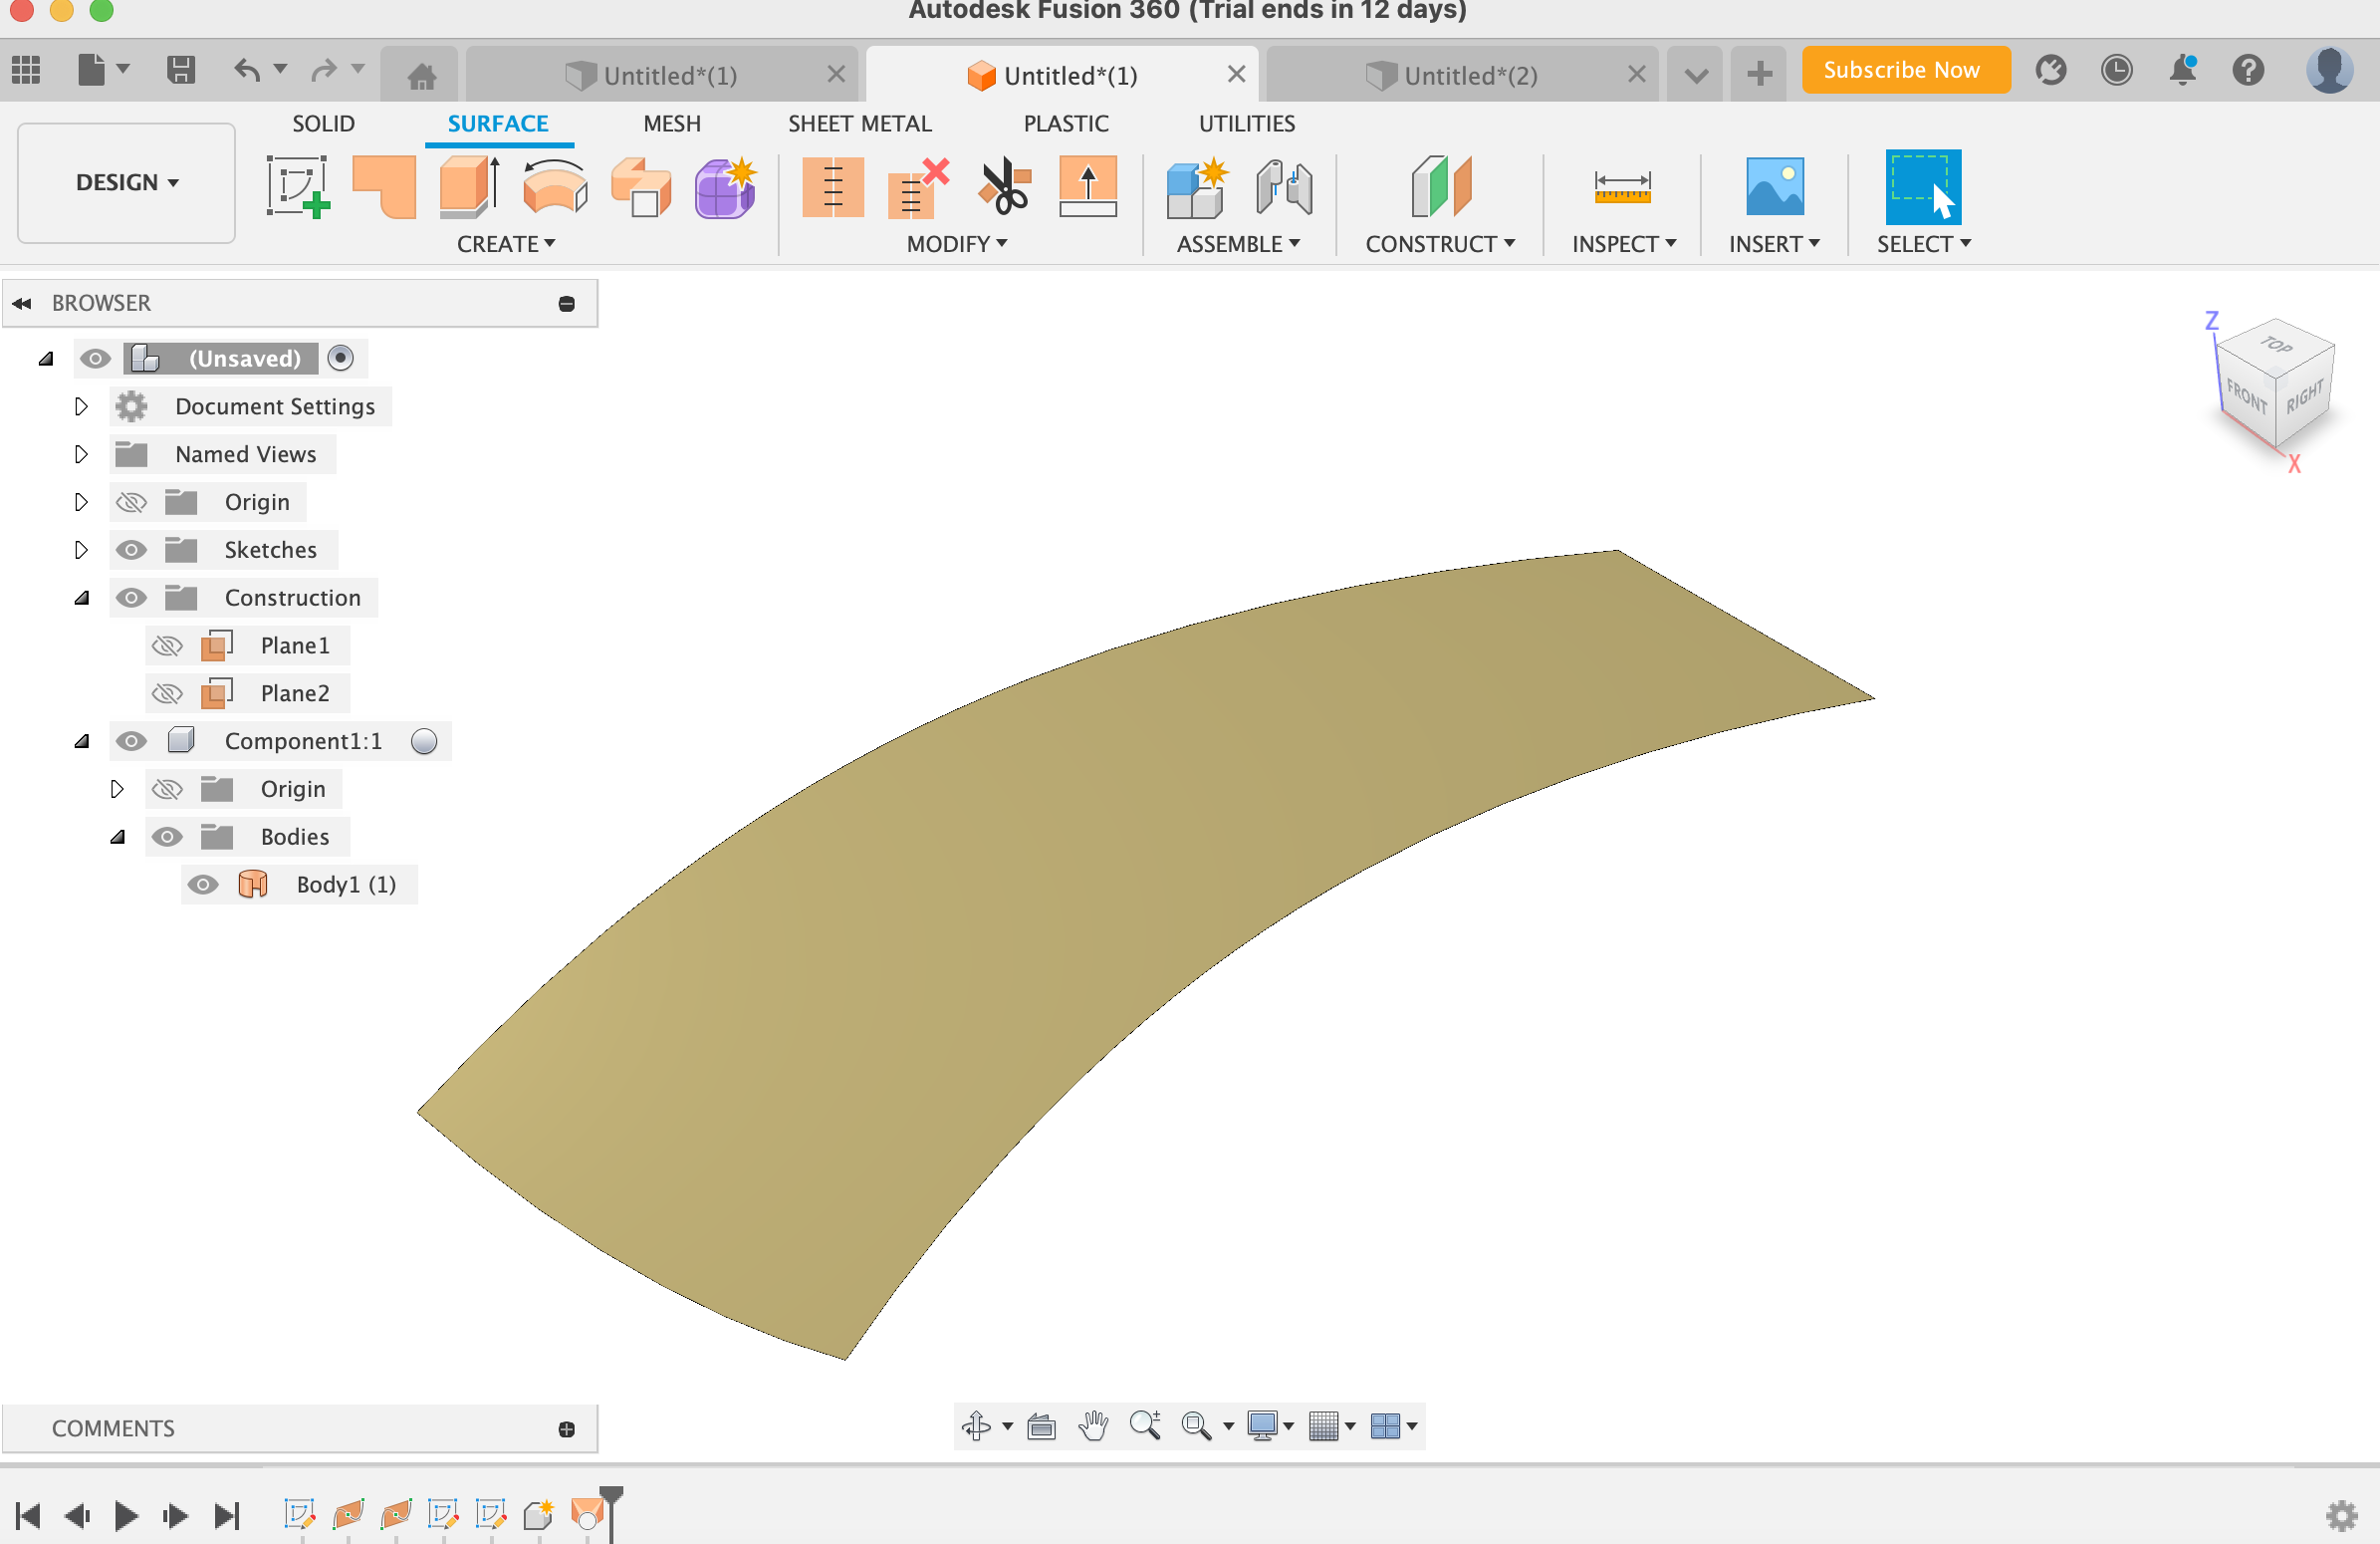 Autodesk Fusion 360 (Trial ends in 12 days)
Untitled*(1)
Untitled*(1)
Untitled*(2)
Subscribe Now
SOLID
SURFACE
MESH
SHEET METAL
PLASTIC
UTILITIES
DESIGN
CREATE
MODIFY
ASSEMBLE
CONSTRUCT
INSPECT
INSERT
SELECT
BROWSER
(Unsaved)
Document Settings
Named Views
Origin
Sketches
Construction
Plane1
Plane2
Component1:1
Origin
Bodies
Body1 (1)
Z
TOP
FRONT
RIGHT
X
COMMENTS